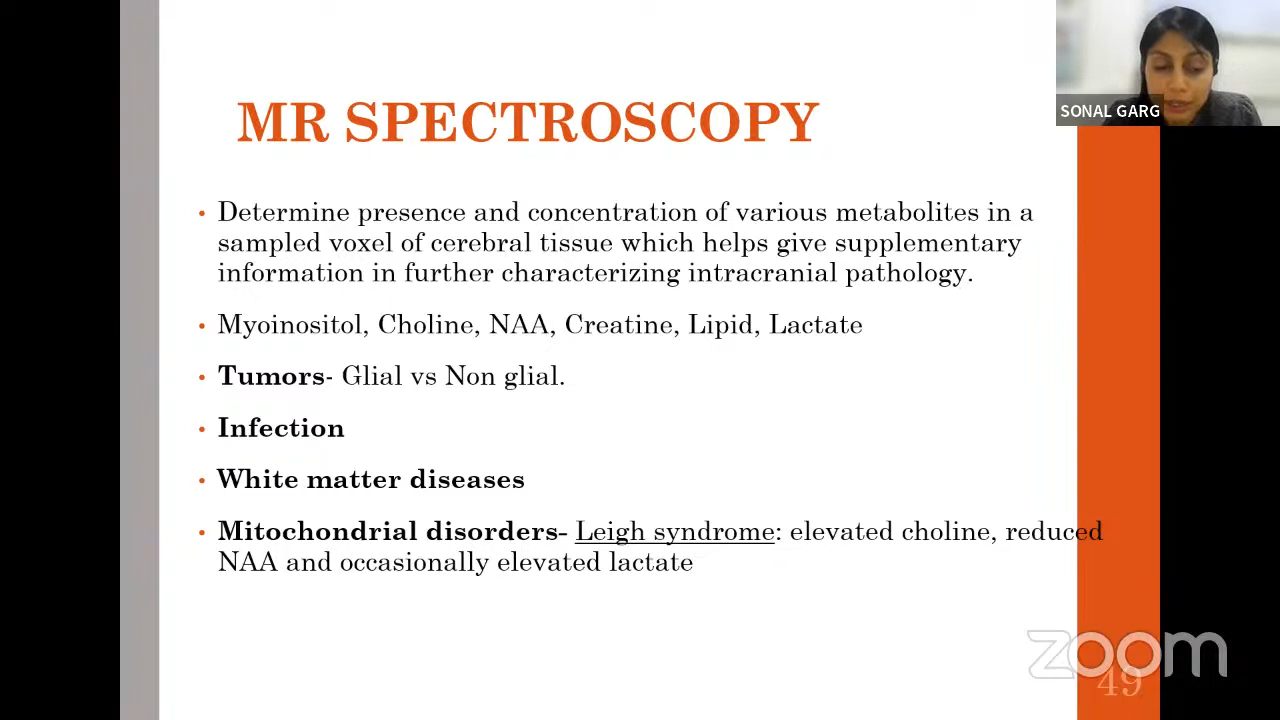 MR SPECTROSCOPY
SONAL GARG
• Determine presence and concentration of various metabolites in a
sampled voxel of cerebral tissue which helps give supplementary
information in further characterizing intracranial pathology.
• Myoinositol, Choline, NAA, Creatine, Lipid, Lactate
• Tumors- Glial vs Non glial.
• Infection
• White matter diseases
• Mitochondrial disorders- Leigh syndrome: elevated choline, reduced
NAA and occasionally elevated lactate
zoom
49